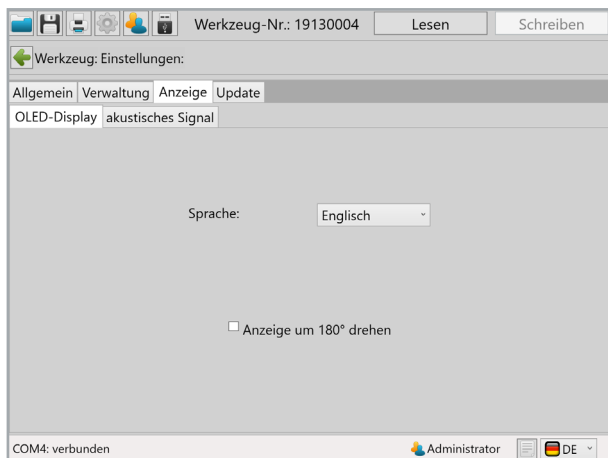 Werkzeug-Nr.: 19130004 Lesen Schreiben
Werkzeug: Einstellungen:
Allgemein Verwaltung Anzeige Update
OLED-Display akustisches Signal
Sprache: Englisch
Anzeige um 180° drehen
COM4: verbunden Administrator DE